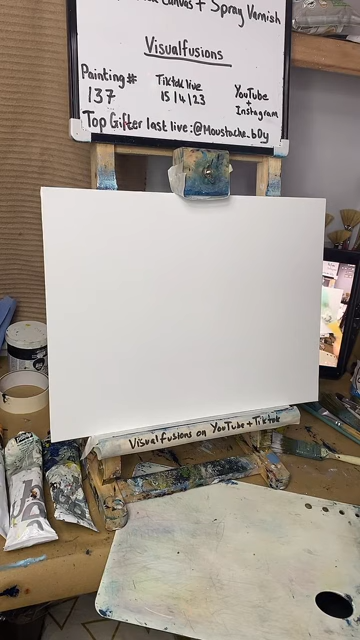 Canvas + Spray Varnish
Visualfusions
Painting#
137
Tiktok live
15/4/23
YouTube
+
Instagram
Top Gifter last live:@Moustache_b0y
Visualfusions on YouTube + Tiktok